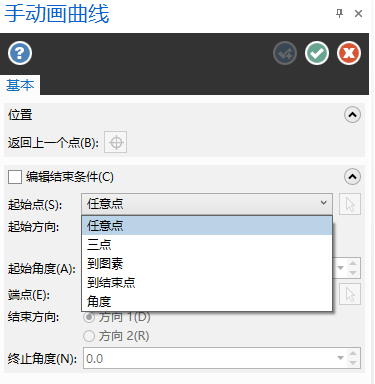 手动画曲线
基本
位置
返回上一个点(B):
编辑结束条件(C)
起始点(S): 任意点
起始方向: 任意点
三点
到图素
起始角度(A):
到结束点
端点(E):
角度
结束方向: 方向 1(D)
方向 2(R)
终止角度(N): 0.0